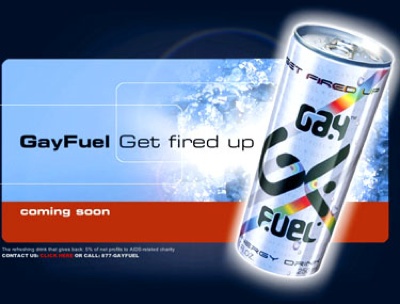 GayFuel Get fired up
coming soon
The refreshing drink that gives back: 5% of net profits to AIDS-related charity
CONTACT US: CLICK HERE OR CALL: 877-GAYFUEL
GET FIRED UP
Gay
FUEL
ENERGY DRINK